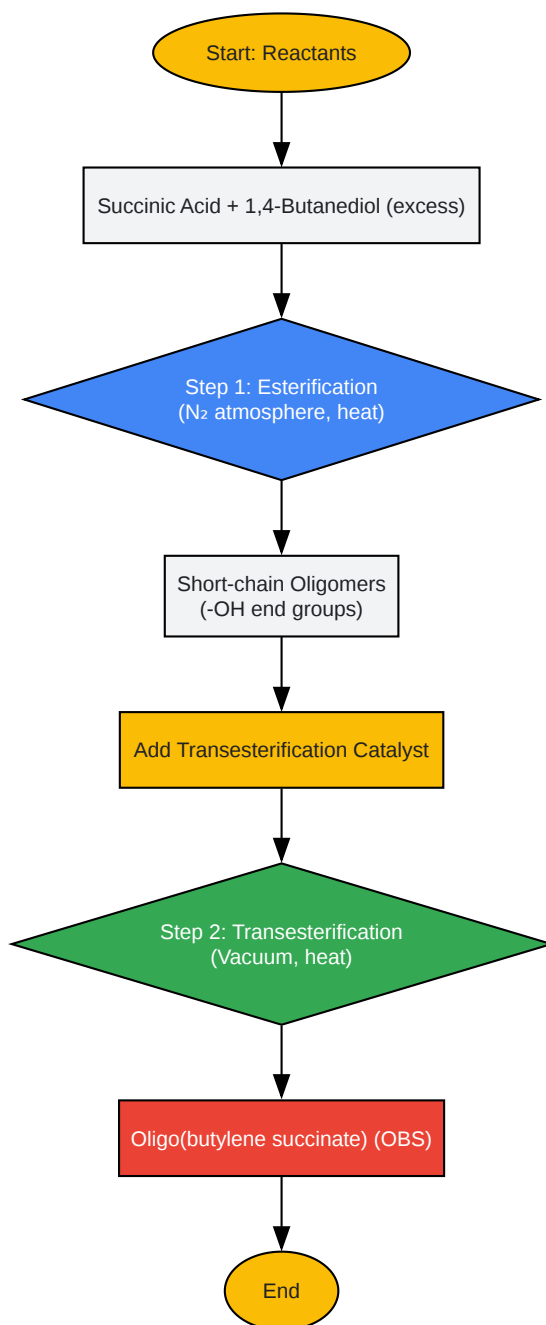 Start: Reactants
Succinic Acid + 1,4-Butanediol (excess)
Step 1: Esterification
(N₂ atmosphere, heat)
Short-chain Oligomers
(-OH end groups)
Add Transesterification Catalyst
Step 2: Transesterification
(Vacuum, heat)
Oligo(butylene succinate) (OBS)
End